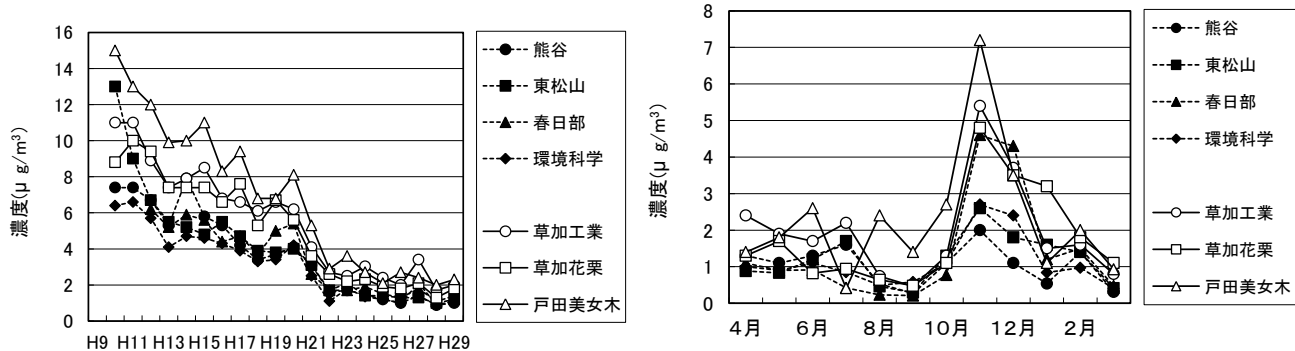 16
14
12
10
8
6
4
2
0
濃度(μ g/m³)
H9 H11 H13 H15 H17 H19 H21 H23 H25 H27 H29
熊谷
東松山
春日部
環境科学
草加工業
草加花栗
戸田美女木
8
7
6
5
4
3
2
1
0
濃度(μ g/m³)
4月 6月 8月 10月 12月 2月
熊谷
東松山
春日部
環境科学
草加工業
草加花栗
戸田美女木